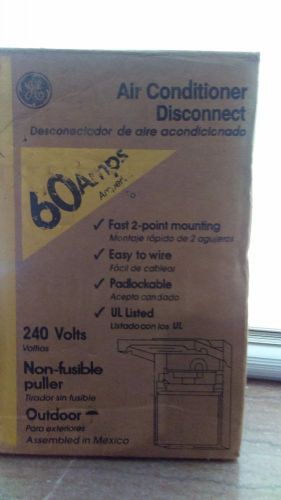 Air Conditioner
Disconnect
Desconectador de aire acondicionado
60 Amps
✓ Fast 2-point mounting
Montaje rápido de 2 agujeros
✓ Easy to wire
Fácil de cablear
✓ Padlockable
Acepta candado
✓ UL Listed
Listado con los UL
240 Volts
Voltios
Non-fusible
puller
Tirador sin fusible
Outdoor
Para exteriores
Assembled in Mexico